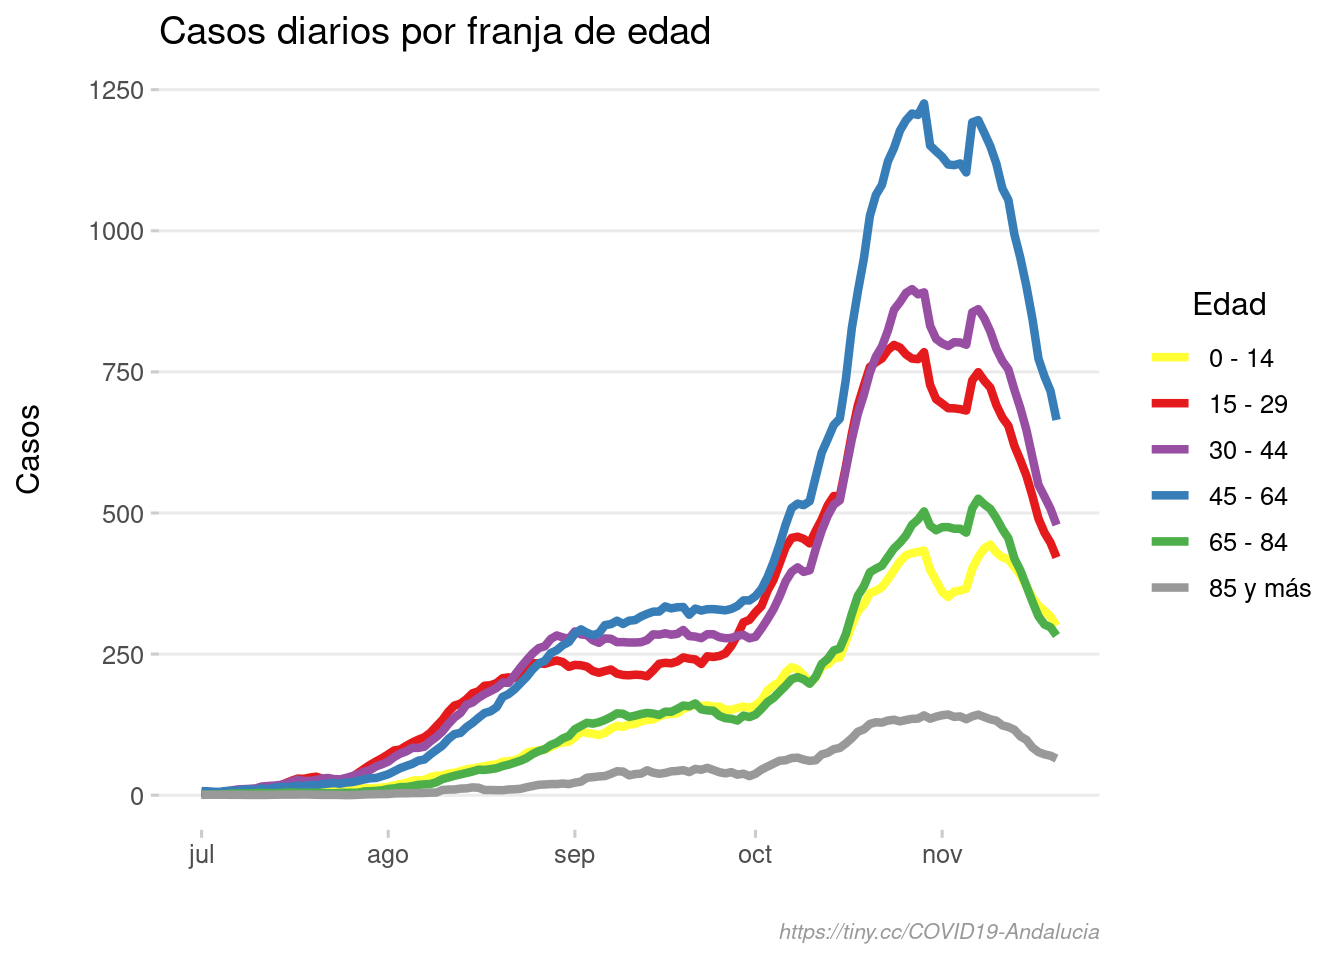 Casos diarios por franja de edad
1250
1000
750
500
250
0
Casos
jul
ago
sep
oct
nov
Edad
0 - 14
15 - 29
30 - 44
45 - 64
65 - 84
85 y más
https://tiny.cc/COVID19-Andalucia